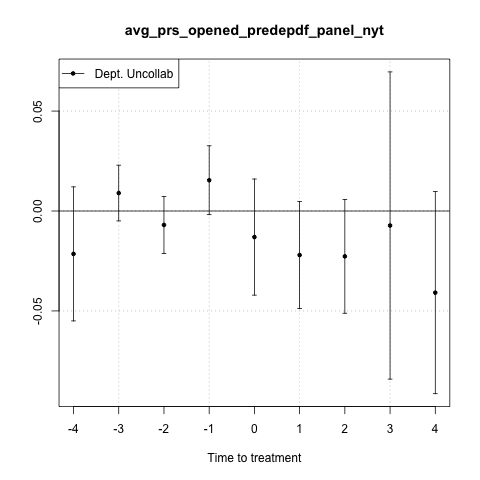 avg_prs_opened_predepdf_panel_nyt
Dept. Uncollab
0.05
0.00
-0.05
-4 -3 -2 -1 0 1 2 3 4
Time to treatment